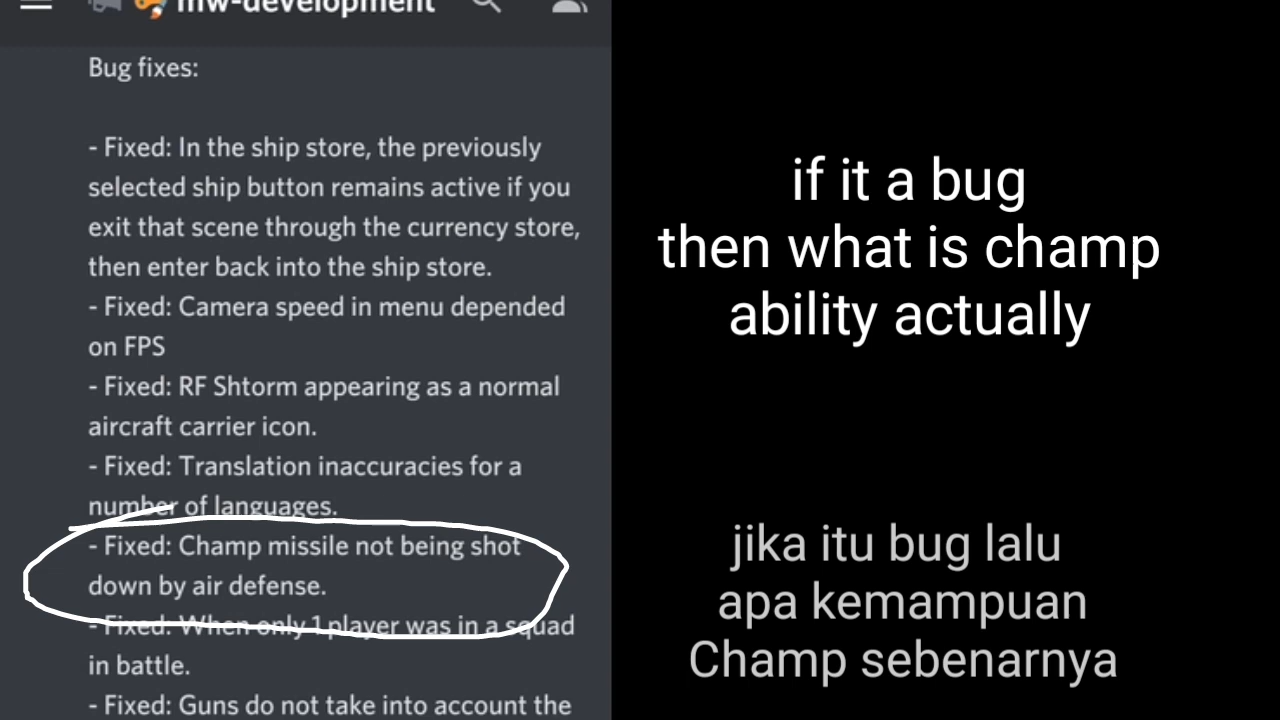 mw-development
Bug fixes:
- Fixed: In the ship store, the previously
selected ship button remains active if you
exit that scene through the currency store,
then enter back into the ship store.
- Fixed: Camera speed in menu depended
on FPS
- Fixed: RF Shtorm appearing as a normal
aircraft carrier icon.
- Fixed: Translation inaccuracies for a
number of languages.
- Fixed: Champ missile not being shot
down by air defense.
- Fixed: When only 1 player was in a squad
in battle.
- Fixed: Guns do not take into account the
if it a bug
then what is champ
ability actually
jika itu bug lalu
apa kemampuan
Champ sebenarnya